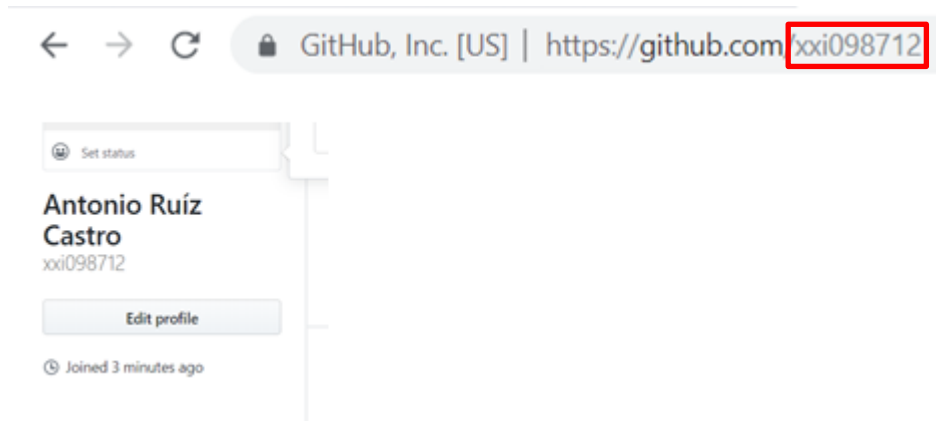 GitHub, Inc. [US] | https://github.com/xxi098712
Set status
Antonio Ruíz
Castro
xxi098712
Edit profile
Joined 3 minutes ago